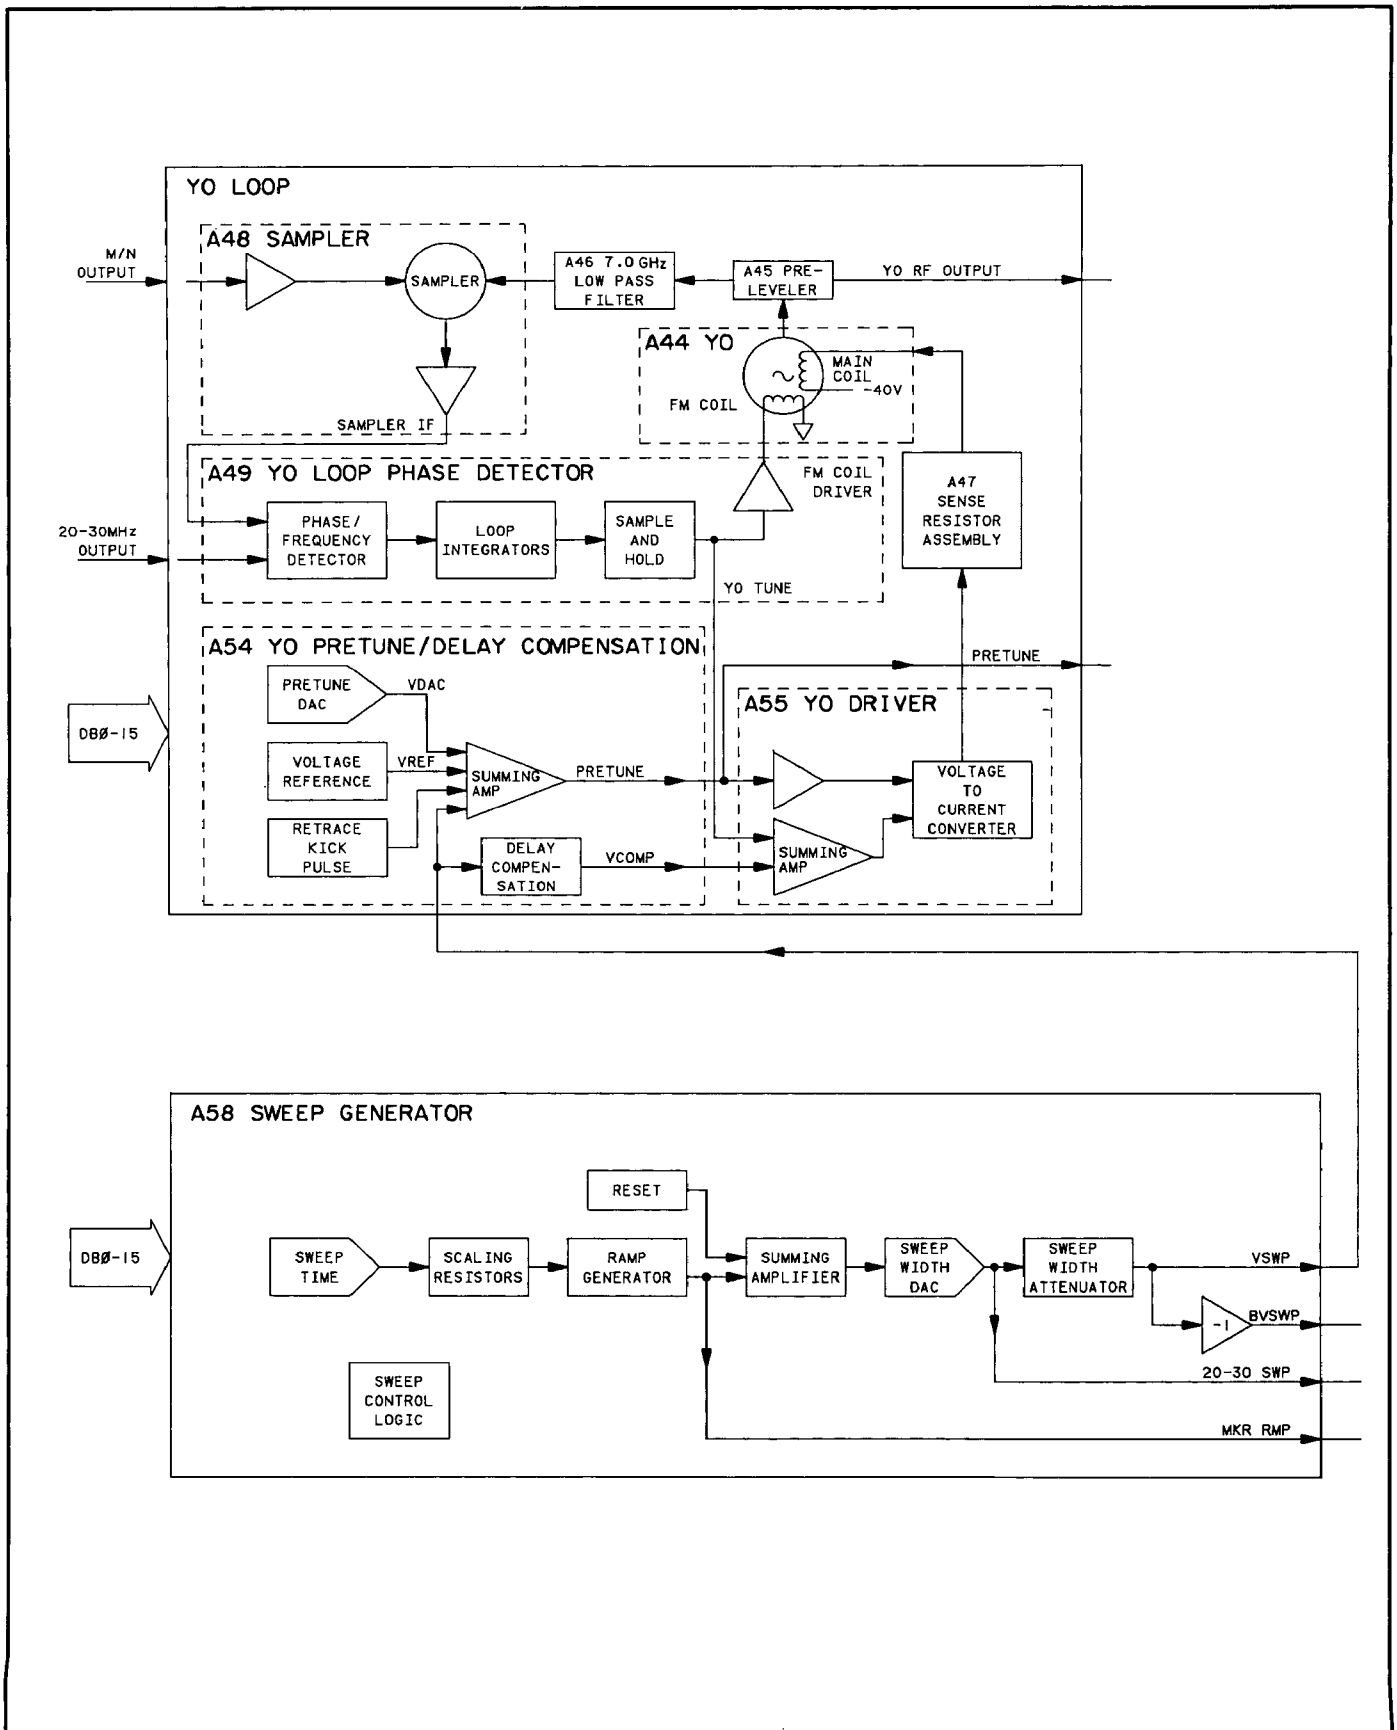 YO LOOP
A48 SAMPLER
M/N
OUTPUT
SAMPLER
A46 7.0 GHz
LOW PASS
FILTER
A45 PRE-
LEVELER
YO RF OUTPUT
A44 YO
MAIN
COIL
-40V
FM COIL
SAMPLER IF
A49 YO LOOP PHASE DETECTOR
FM COIL
DRIVER
A47
SENSE
RESISTOR
ASSEMBLY
20-30MHz
OUTPUT
PHASE/
FREQUENCY
DETECTOR
LOOP
INTEGRATORS
SAMPLE
AND
HOLD
YO TUNE
A54 YO PRETUNE/DELAY COMPENSATION
PRETUNE
PRETUNE
DAC
VDAC
A55 YO DRIVER
DBØ-15
VOLTAGE
REFERENCE
VREF
SUMMING
AMP
PRETUNE
VOLTAGE
TO
CURRENT
CONVERTER
RETRACE
KICK
PULSE
DELAY
COMPEN-
SATION
VCOMP
SUMMING
AMP
A58 SWEEP GENERATOR
RESET
DBØ-15
SWEEP
TIME
SCALING
RESISTORS
RAMP
GENERATOR
SUMMING
AMPLIFIER
SWEEP
WIDTH
DAC
SWEEP
WIDTH
ATTENUATOR
VSWP
-1
BVSWP
20-30 SWP
SWEEP
CONTROL
LOGIC
MKR RMP